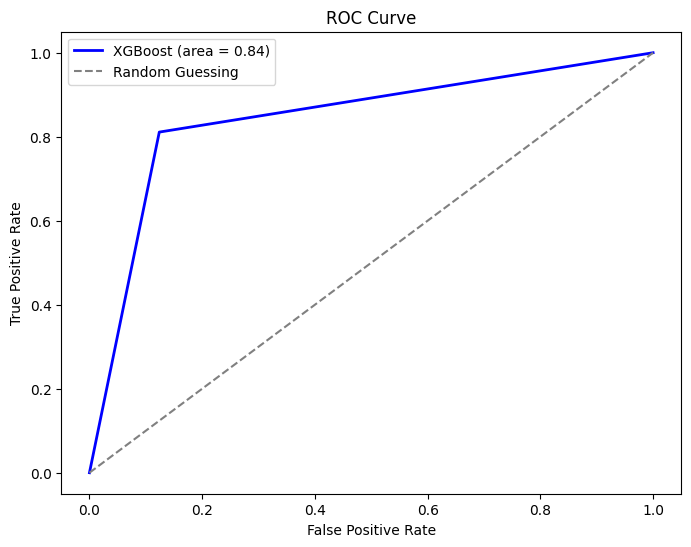 ROC Curve
XGBoost (area = 0.84)
Random Guessing
True Positive Rate
1.0
0.8
0.6
0.4
0.2
0.0
0.0 0.2 0.4 0.6 0.8 1.0
False Positive Rate